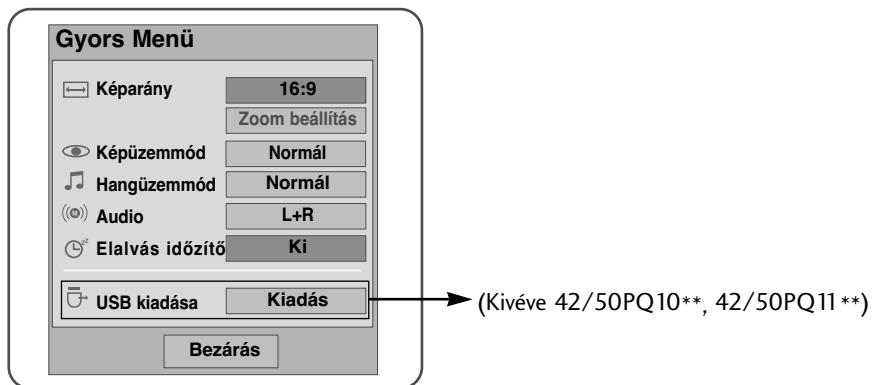 Gyors Menü
Képarány 16:9
Zoom beállítás
Képüzemmód Normál
Hangüzemmód Normál
Audio L+R
Elalvás időzítő Ki
USB kiadása Kiadás
(Kivéve 42/50PQ10**, 42/50PQ11**)
Bezárás